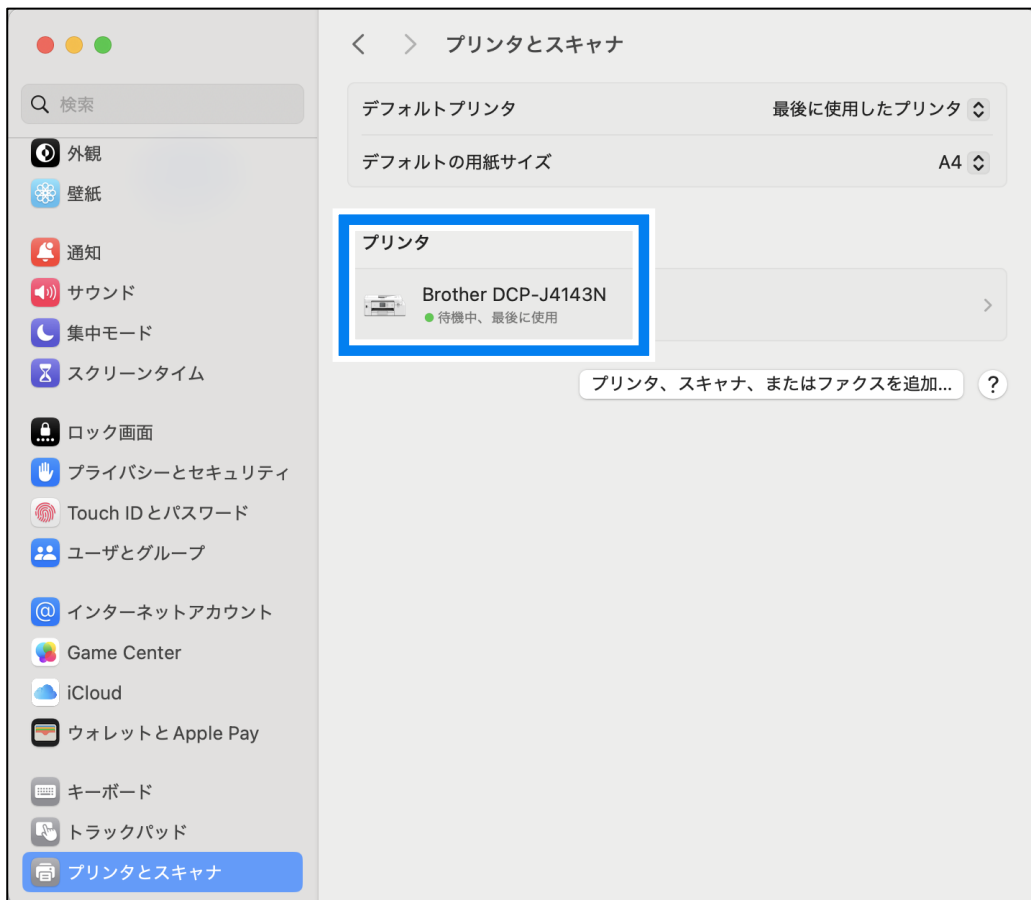 プリンタとスキャナ
検索
外観
壁紙
通知
サウンド
集中モード
スクリーンタイム
ロック画面
プライバシーとセキュリティ
Touch IDとパスワード
ユーザとグループ
インターネットアカウント
Game Center
iCloud
ウォレットとApple Pay
キーボード
トラックパッド
プリンタとスキャナ
デフォルトプリンタ 最後に使用したプリンタ
デフォルトの用紙サイズ A4
プリンタ
Brother DCP-J4143N
待機中、最後に使用
プリンタ、スキャナ、またはファクスを追加... ?